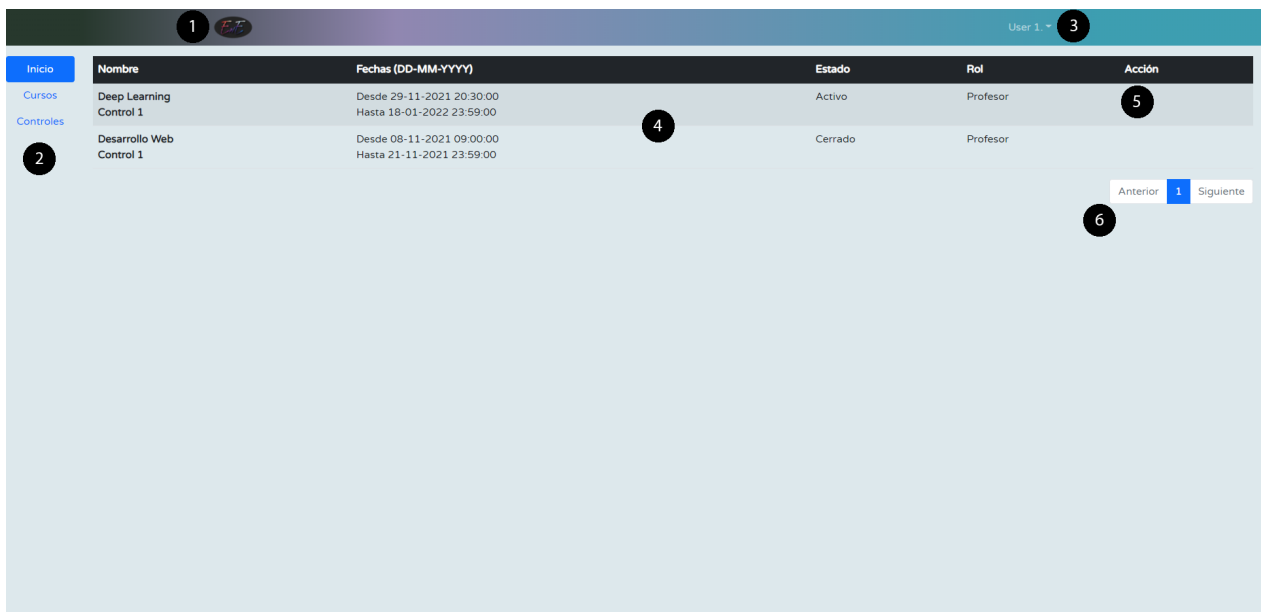 1
User 1.
3
Inicio
Nombre
Fechas (DD-MM-YYYY)
Estado
Rol
Acción
Cursos
Controles
2
Deep Learning
Control 1
Desde 29-11-2021 20:30:00
Hasta 18-01-2022 23:59:00
4
Activo
Profesor
5
Desarrollo Web
Control 1
Desde 08-11-2021 09:00:00
Hasta 21-11-2021 23:59:00
Cerrado
Profesor
Anterior
1
Siguiente
6